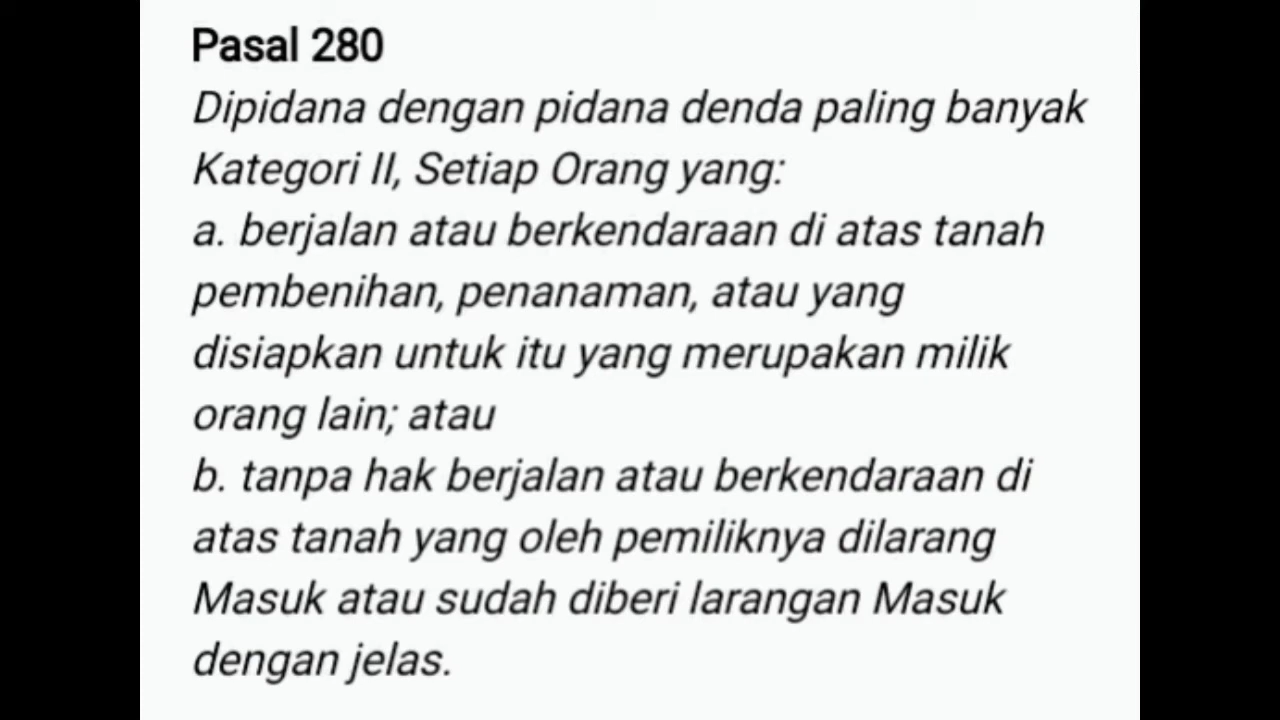 Pasal 280
Dipidana dengan pidana denda paling banyak
Kategori II, Setiap Orang yang:
a. berjalan atau berkendaraan di atas tanah
pembenihan, penanaman, atau yang
disiapkan untuk itu yang merupakan milik
orang lain; atau
b. tanpa hak berjalan atau berkendaraan di
atas tanah yang oleh pemiliknya dilarang
Masuk atau sudah diberi larangan Masuk
dengan jelas.